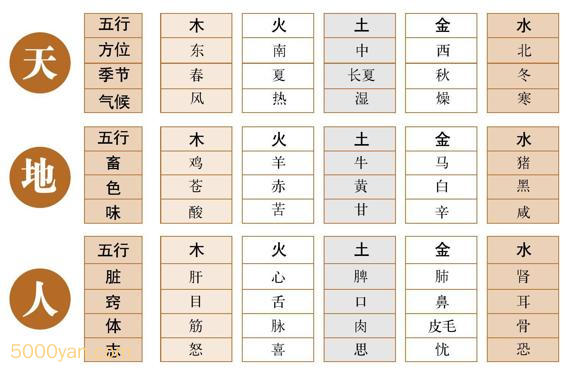 天
五行 木 火 土 金 水
方位 东 南 中 西 北
季节 春 夏 长夏 秋 冬
气候 风 热 湿 燥 寒
地
五行 木 火 土 金 水
畜 鸡 羊 牛 马 猪
色 苍 赤 黄 白 黑
味 酸 苦 甘 辛 咸
人
五行 木 火 土 金 水
脏 肝 心 脾 肺 肾
窍 目 舌 口 鼻 耳
体 筋 脉 肉 皮毛 骨
志 怒 喜 思 忧 恐